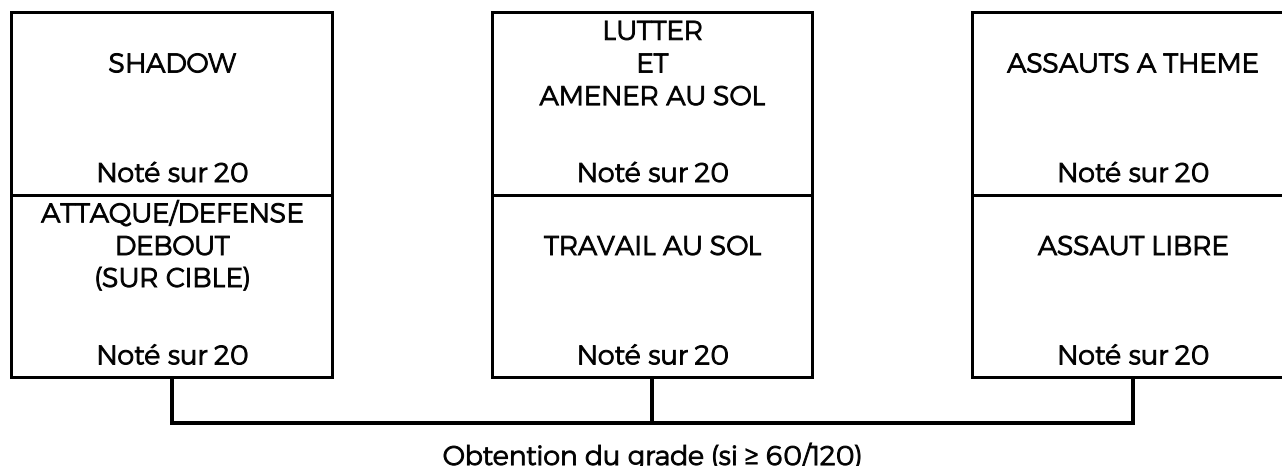 SHADOW
Noté sur 20
ATTAQUE/DEFENSE
DEBOUT
(SUR CIBLE)
Noté sur 20
LUTTER
ET
AMENER AU SOL
Noté sur 20
TRAVAIL AU SOL
Noté sur 20
ASSAUTS A THEME
Noté sur 20
ASSAUT LIBRE
Noté sur 20
Obtention du grade (si ≥ 60/120)